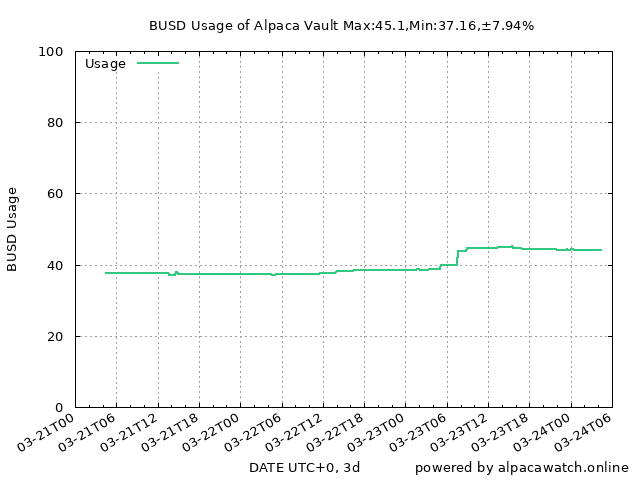 BUSD Usage of Alpaca Vault Max:45.1,Min:37.16,±7.94%
Usage
BUSD Usage
100
80
60
40
20
0
03-21T00
03-21T06
03-21T12
03-21T18
03-22T00
03-22T06
03-22T12
03-22T18
03-23T00
03-23T06
03-23T12
03-23T18
03-24T00
03-24T06
DATE UTC+0, 3d
powered by alpacawatch.online